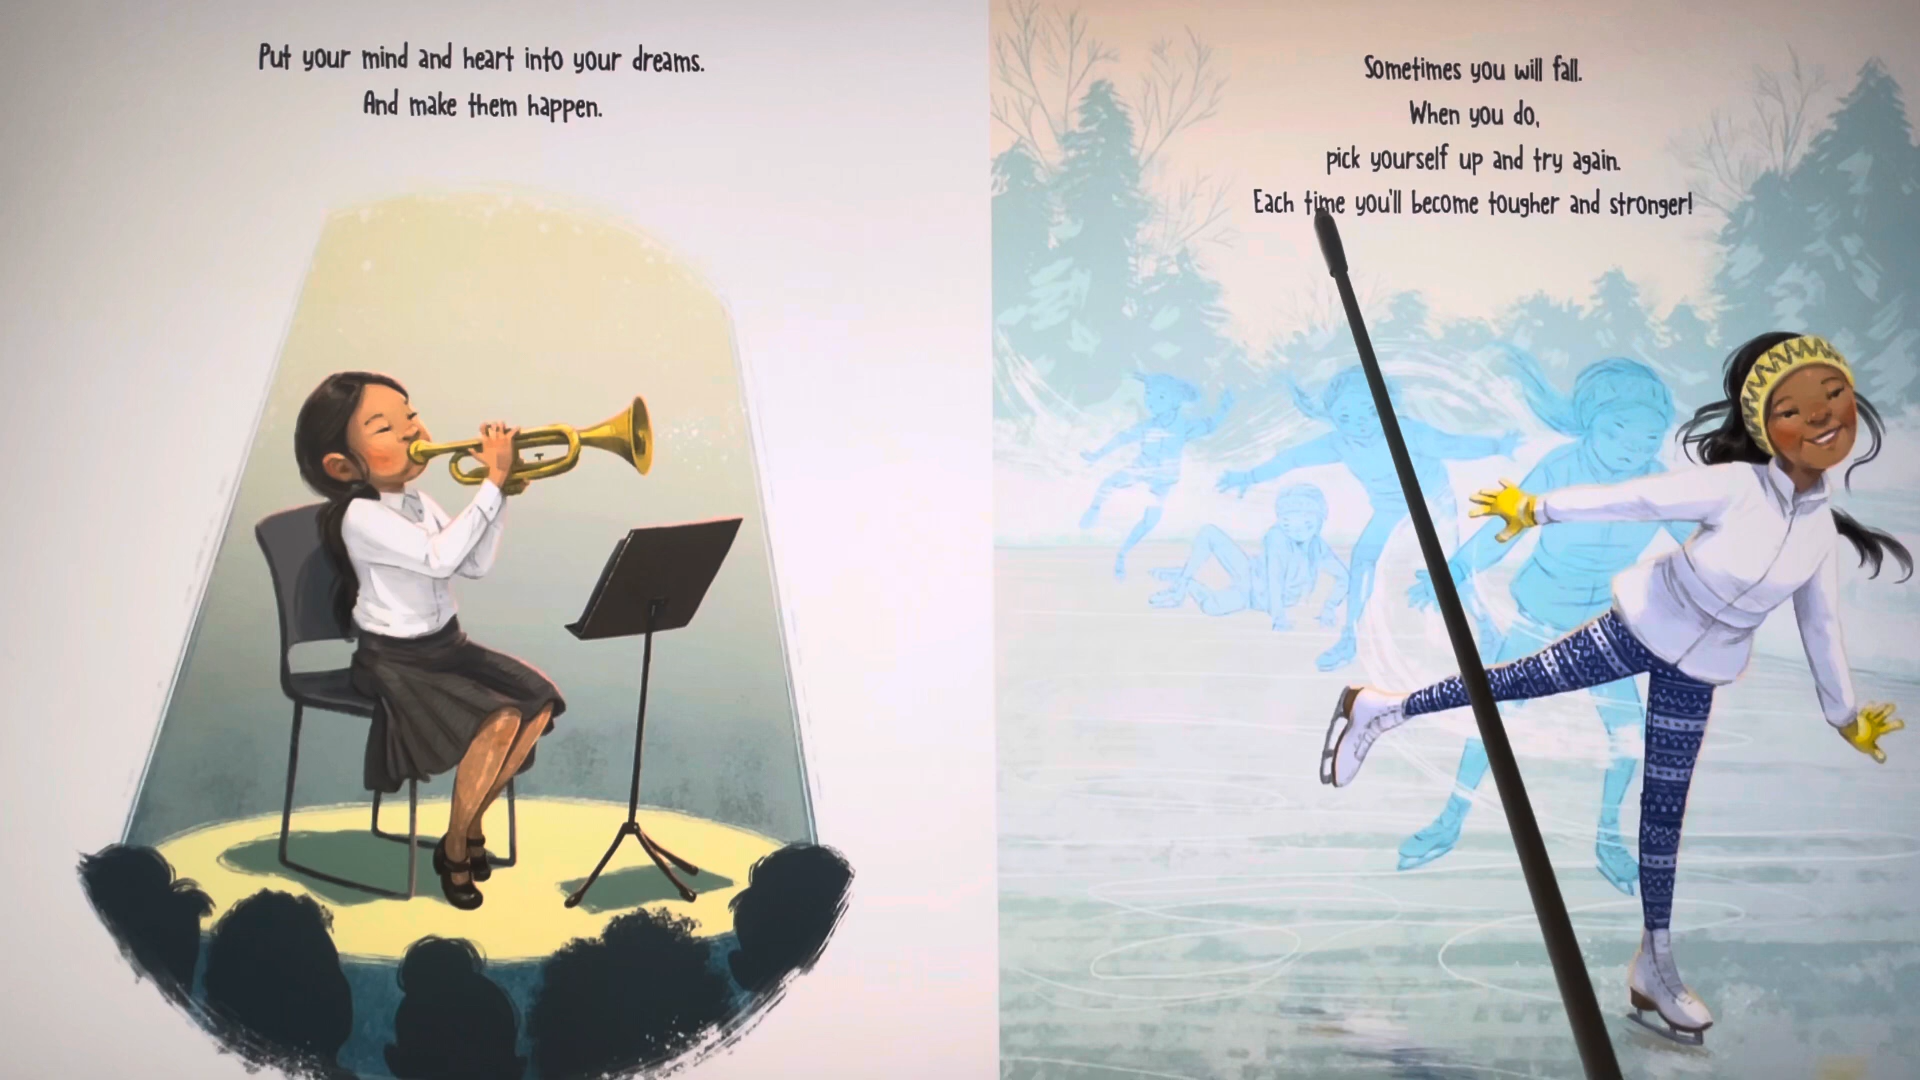 Put your mind and heart into your dreams.
And make them happen.
Sometimes you will fall.
When you do,
pick yourself up and try again.
Each time you'll become tougher and stronger!